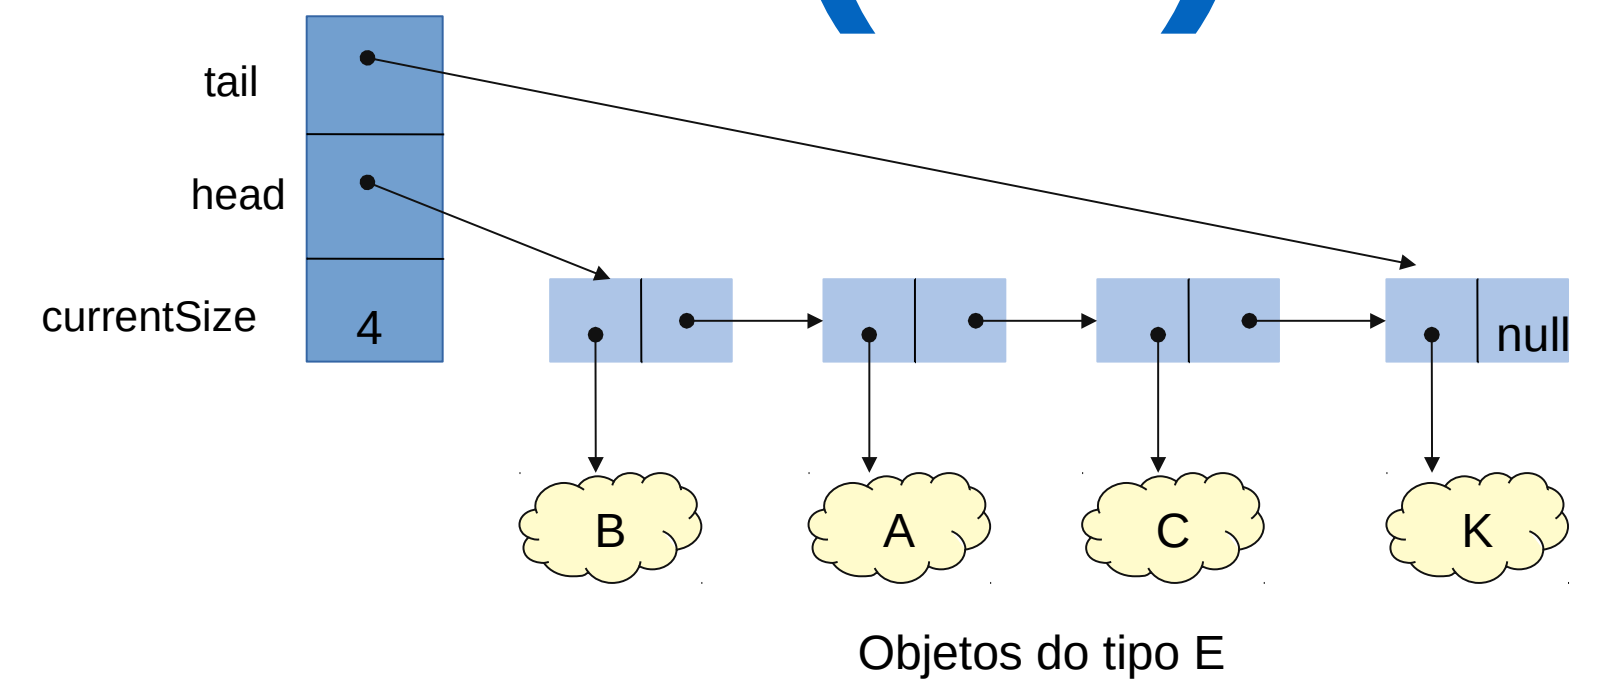 tail
head
currentSize
4
null
B
A
C
K
Objetos do tipo E